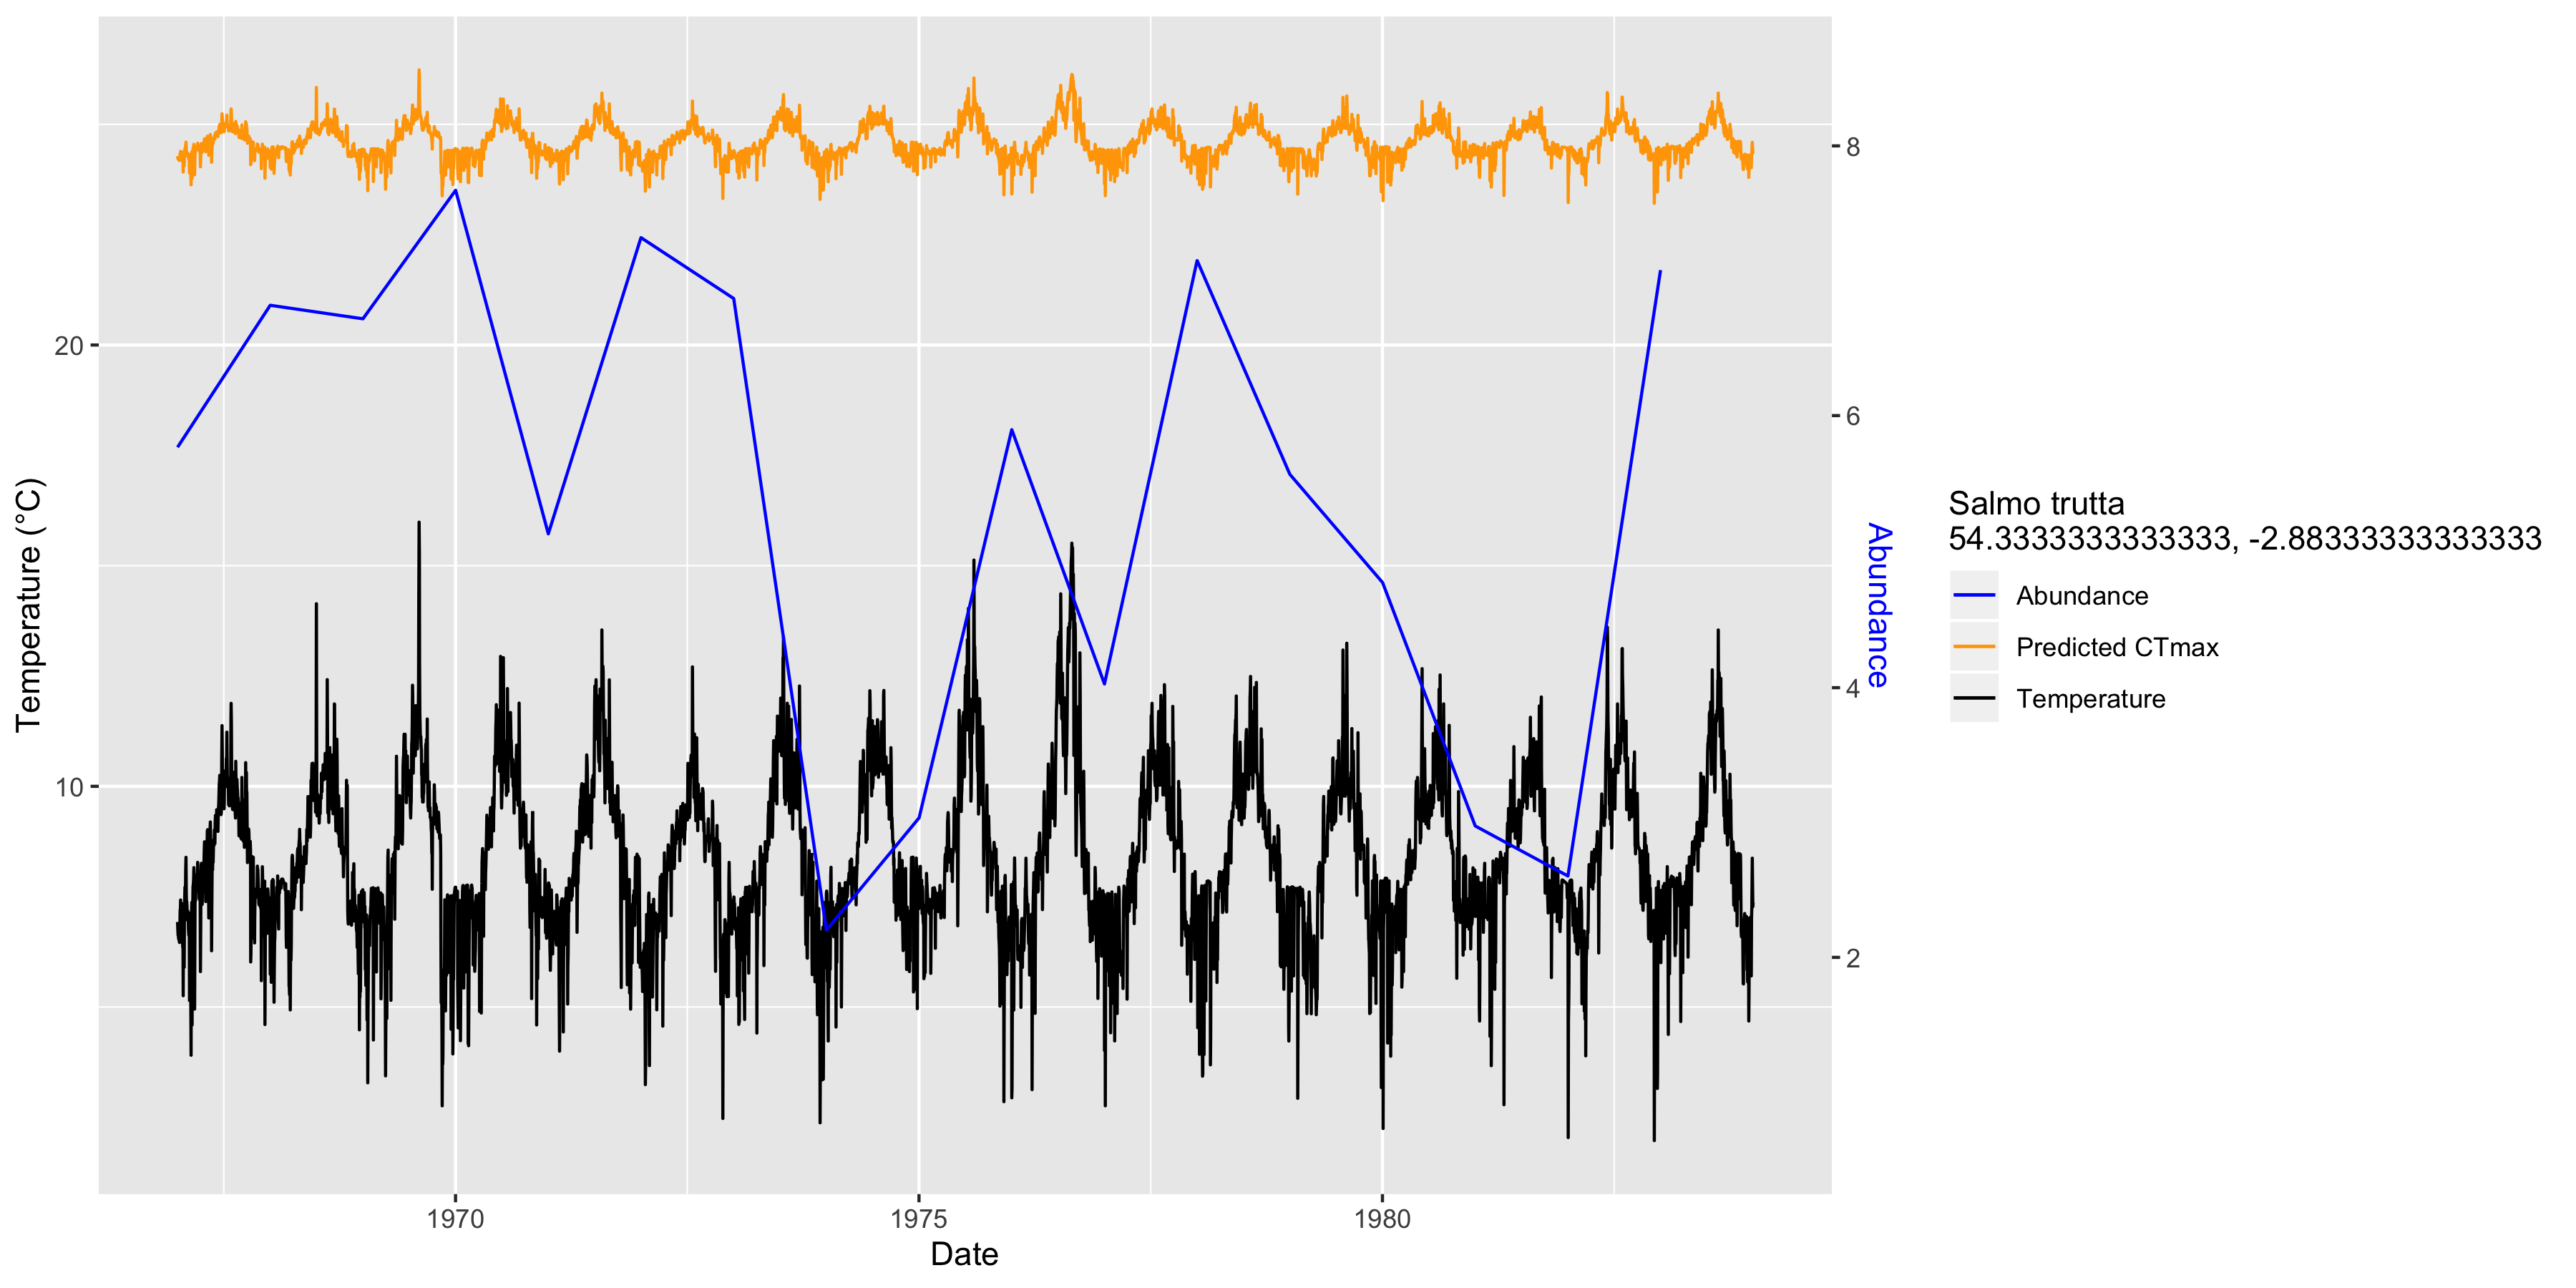 Temperature (°C)
20
10
1970
1975
1980
Date
8
6
4
2
Abundance
Salmo trutta
54.3333333333333, -2.88333333333333
Abundance
Predicted CTmax
Temperature